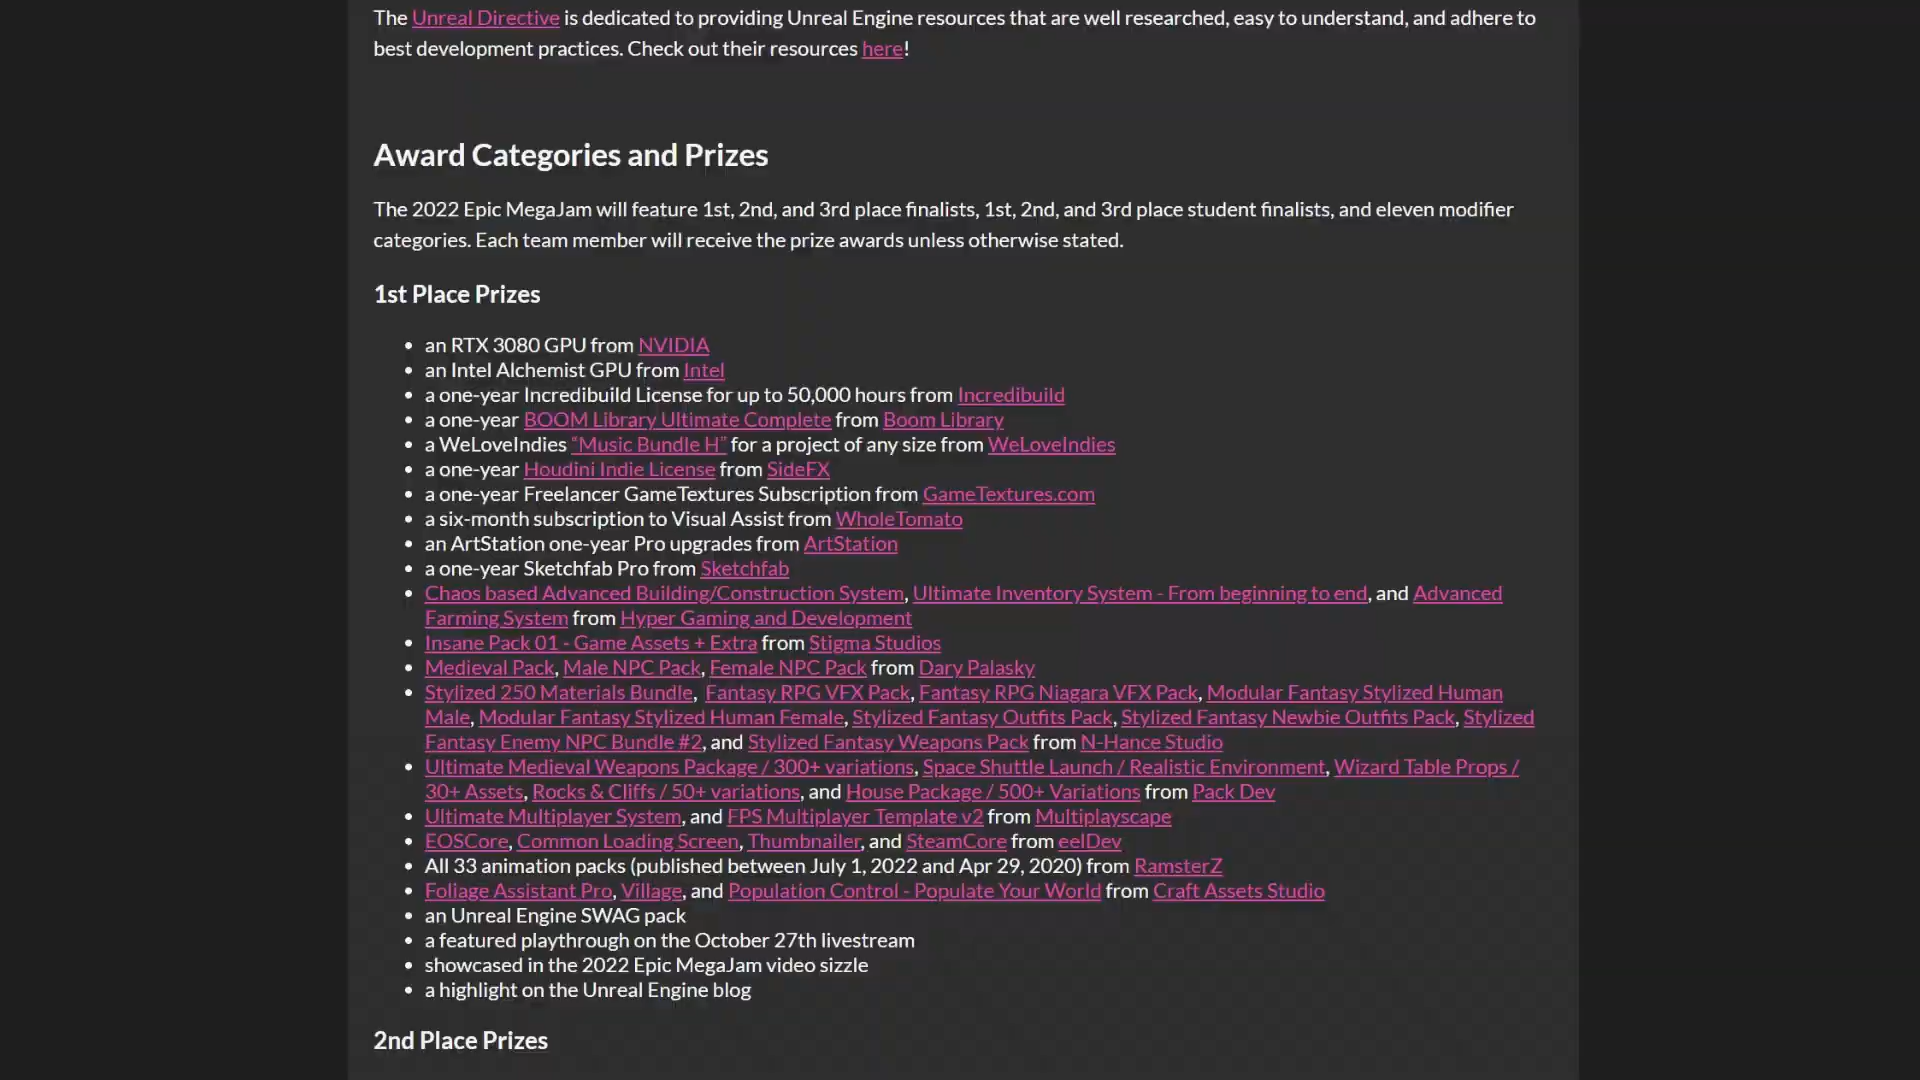 The Unreal Directive is dedicated to providing Unreal Engine resources that are well researched, easy to understand, and adhere to
best development practices. Check out their resources here!
Award Categories and Prizes
The 2022 Epic MegaJam will feature 1st, 2nd, and 3rd place finalists, 1st, 2nd, and 3rd place student finalists, and eleven modifier
categories. Each team member will receive the prize awards unless otherwise stated.
1st Place Prizes
• an RTX 3080 GPU from NVIDIA
• an Intel Alchemist GPU from Intel
• a one-year Incredibuild License for up to 50,000 hours from Incredibuild
• a one-year BOOM Library Ultimate Complete from Boom Library
• a WeLoveIndies “Music Bundle H” for a project of any size from WeLoveIndies
• a one-year Houdini Indie License from SideFX
• a one-year Freelancer GameTextures Subscription from GameTextures.com
• a six-month subscription to Visual Assist from WholeTomato
• an ArtStation one-year Pro upgrades from ArtStation
• a one-year Sketchfab Pro from Sketchfab
• Chaos based Advanced Building/Construction System, Ultimate Inventory System - From beginning to end, and Advanced
Farming System from Hyper Gaming and Development
• Insane Pack 01 - Game Assets + Extra from Stigma Studios
• Medieval Pack, Male NPC Pack, Female NPC Pack from Dary Palasky
• Stylized 250 Materials Bundle, Fantasy RPG VFX Pack, Fantasy RPG Niagara VFX Pack, Modular Fantasy Stylized Human
Male, Modular Fantasy Stylized Human Female, Stylized Fantasy Outfits Pack, Stylized Fantasy Newbie Outfits Pack, Stylized
Fantasy Enemy NPC Bundle #2, and Stylized Fantasy Weapons Pack from N-Hance Studio
• Ultimate Medieval Weapons Package / 300+ variations, Space Shuttle Launch / Realistic Environment, Wizard Table Props /
30+ Assets, Rocks & Cliffs / 50+ variations, and House Package / 500+ Variations from Pack Dev
• Ultimate Multiplayer System, and FPS Multiplayer Template v2 from Multiplayscape
• EOSCore, Common Loading Screen, Thumbnailer, and SteamCore from eelDev
• All 33 animation packs (published between July 1, 2022 and Apr 29, 2020) from RamsterZ
• Foliage Assistant Pro, Village, and Population Control - Populate Your World from Craft Assets Studio
• an Unreal Engine SWAG pack
• a featured playthrough on the October 27th livestream
• showcased in the 2022 Epic MegaJam video sizzle
• a highlight on the Unreal Engine blog
2nd Place Prizes